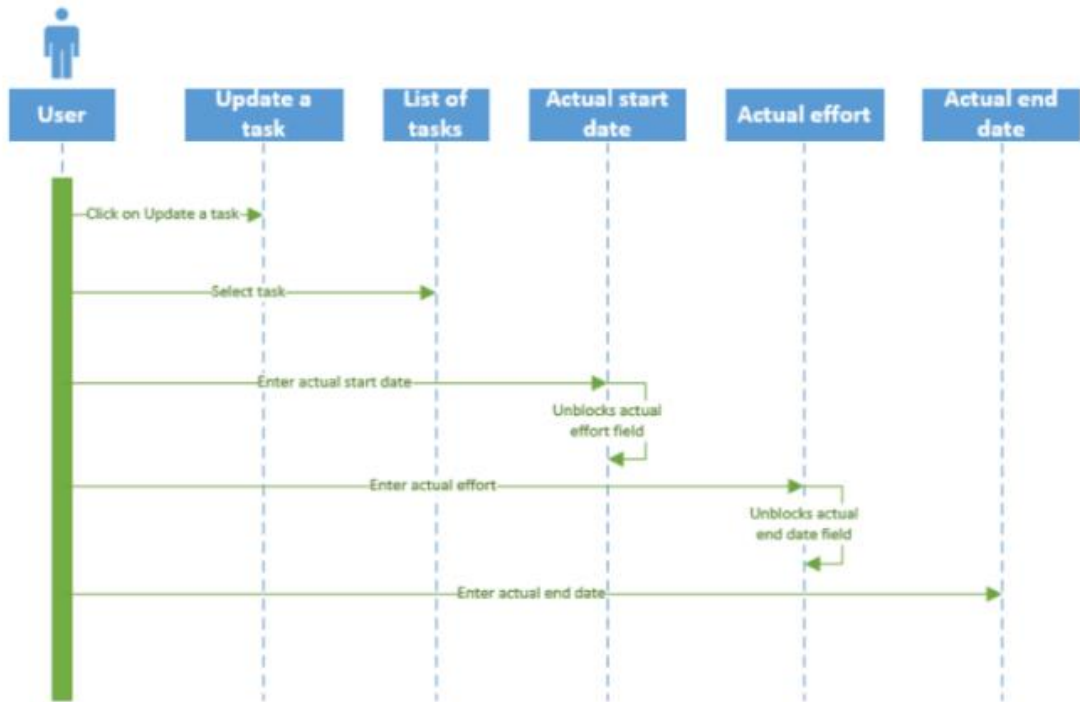 User
Update a
task
List of
tasks
Actual start
date
Actual effort
Actual end
date
Click on Update a task
Select task
Enter actual start date
Unblocks actual
effort field
Enter actual effort
Unblocks actual
end date field
Enter actual end date